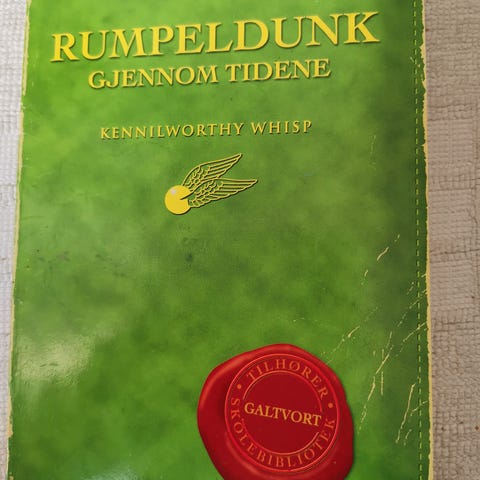 RUMPELDUNK
GJENNOM TIDENE
KENNILWORTHY WHISP
TILHØRER
GALTVORT
SKOLEBIBLIOTEK